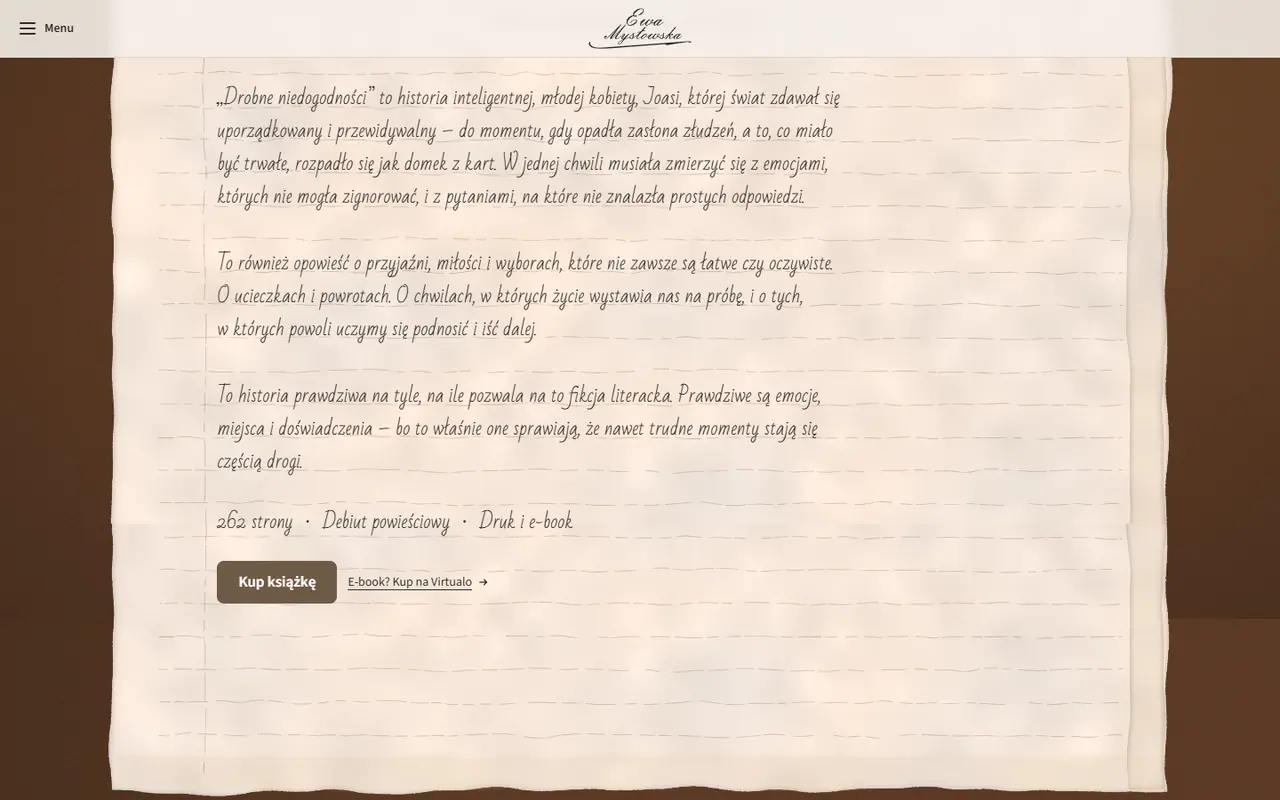 Menu
Ewa
Mysłowska
„Drobne niedogodności” to historia inteligentnej, młodej kobiety, Joasi, której świat zdawał się
uporządkowany i przewidywalny – do momentu, gdy opadła zasłona złudzeń, a to, co miało
być trwałe, rozpadło się jak domek z kart. W jednej chwili musiała zmierzyć się z emocjami,
których nie mogła zignorować, i z pytaniami, na które nie znalazła prostych odpowiedzi.
To również opowieść o przyjaźni, miłości i wyborach, które nie zawsze są łatwe czy oczywiste.
O ucieczkach i powrotach. O chwilach, w których życie wystawia nas na próbę, i o tych,
w których powoli uczymy się podnosić i iść dalej.
To historia prawdziwa na tyle, na ile pozwala na to fikcja literacka. Prawdziwe są emocje,
miejsca i doświadczenia – bo to właśnie one sprawiają, że nawet trudne momenty stają się
częścią drogi.
262 strony · Debiut powieściowy · Druk i e-book
Kup książkę
E-book? Kup na Virtualo →